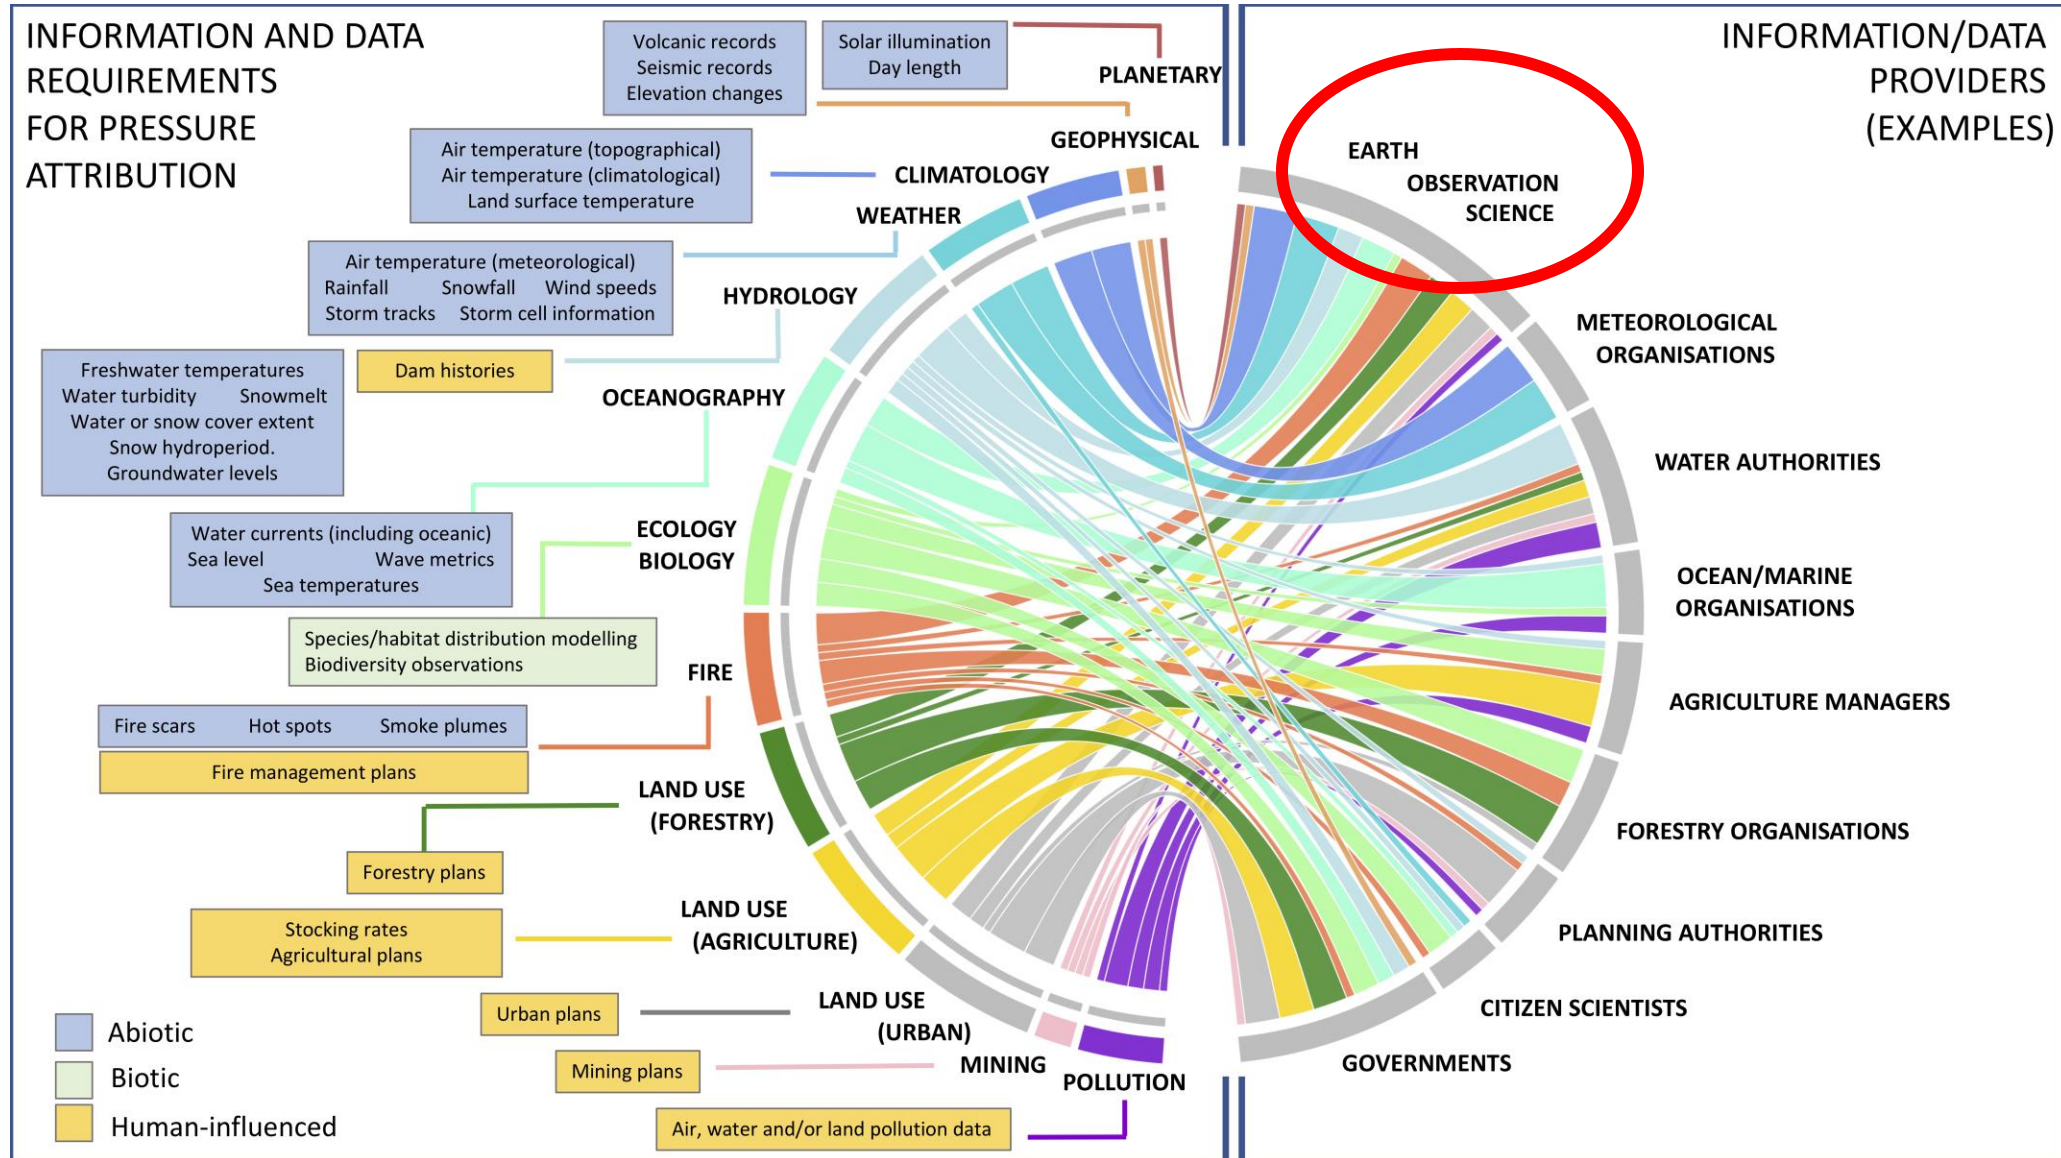 INFORMATION AND DATA
REQUIREMENTS
FOR PRESSURE
ATTRIBUTION
INFORMATION/DATA
PROVIDERS
(EXAMPLES)
Volcanic records
Seismic records
Elevation changes
Solar illumination
Day length
PLANETARY
GEOPHYSICAL
Air temperature (topographical)
Air temperature (climatological)
Land surface temperature
CLIMATOLOGY
WEATHER
Air temperature (meteorological)
Rainfall Snowfall Wind speeds
Storm tracks Storm cell information
HYDROLOGY
Freshwater temperatures
Water turbidity Snowmelt
Water or snow cover extent
Snow hydroperiod.
Groundwater levels
Dam histories
OCEANOGRAPHY
Water currents (including oceanic)
Sea level Wave metrics
Sea temperatures
ECOLOGY
BIOLOGY
Species/habitat distribution modelling
Biodiversity observations
FIRE
Fire scars Hot spots Smoke plumes
Fire management plans
LAND USE
(FORESTRY)
Forestry plans
LAND USE
(AGRICULTURE)
Stocking rates
Agricultural plans
LAND USE
(URBAN)
Urban plans
MINING
Mining plans
POLLUTION
Air, water and/or land pollution data
Abiotic
Biotic
Human-influenced
EARTH
OBSERVATION
SCIENCE
METEOROLOGICAL
ORGANISATIONS
WATER AUTHORITIES
OCEAN/MARINE
ORGANISATIONS
AGRICULTURE MANAGERS
FORESTRY ORGANISATIONS
PLANNING AUTHORITIES
CITIZEN SCIENTISTS
GOVERNMENTS